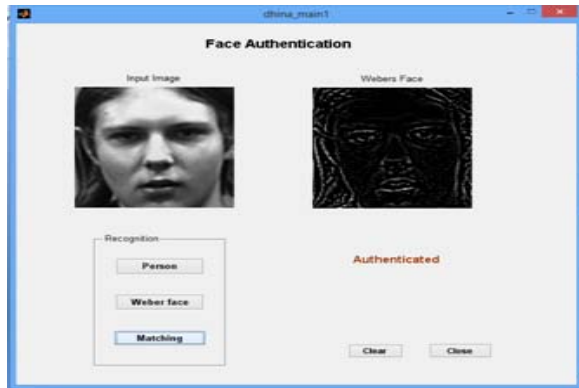 dhina_main1
Face Authentication
Input Image
Webers Face
Recognition
Person
Weber face
Matching
Authenticated
Clear
Close